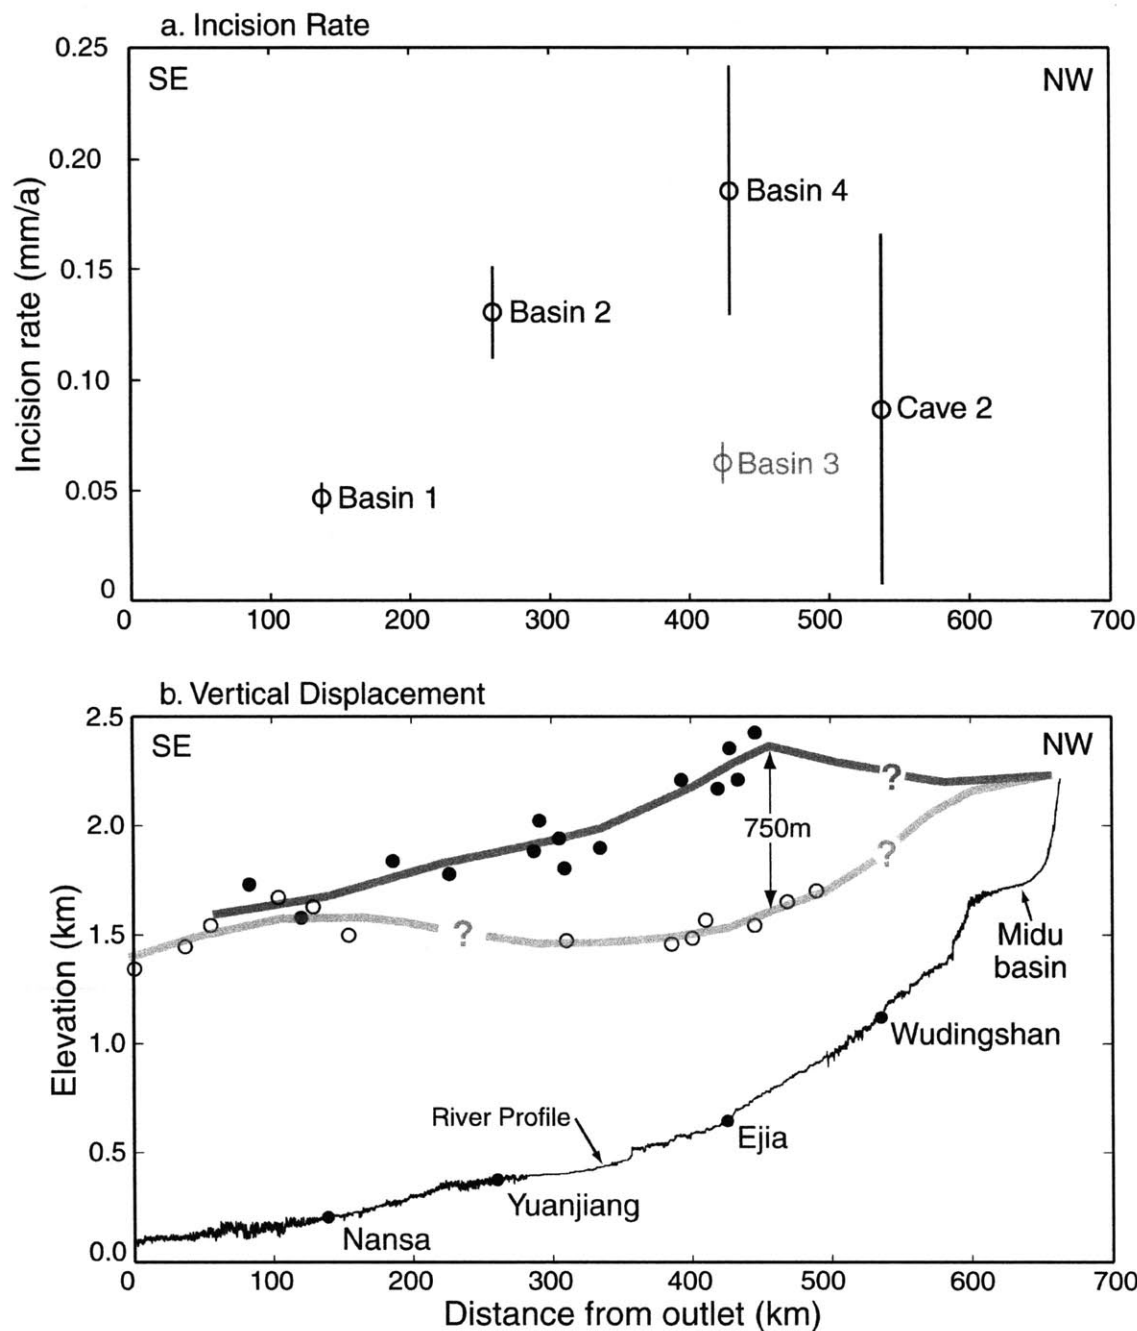 a. Incision Rate
0.25
SE
NW
0.20
Basin 4
0.15
Basin 2
0.10
Cave 2
Basin 3
0.05
Basin 1
0
Incision rate (mm/a)
0 100 200 300 400 500 600 700
b. Vertical Displacement
2.5
SE
NW
?
2.0
750m
?
1.5
?
Midu
basin
1.0
Wudingshan
River Profile
Ejia
0.5
Yuanjiang
Nansa
0.0
Elevation (km)
0 100 200 300 400 500 600 700
Distance from outlet (km)